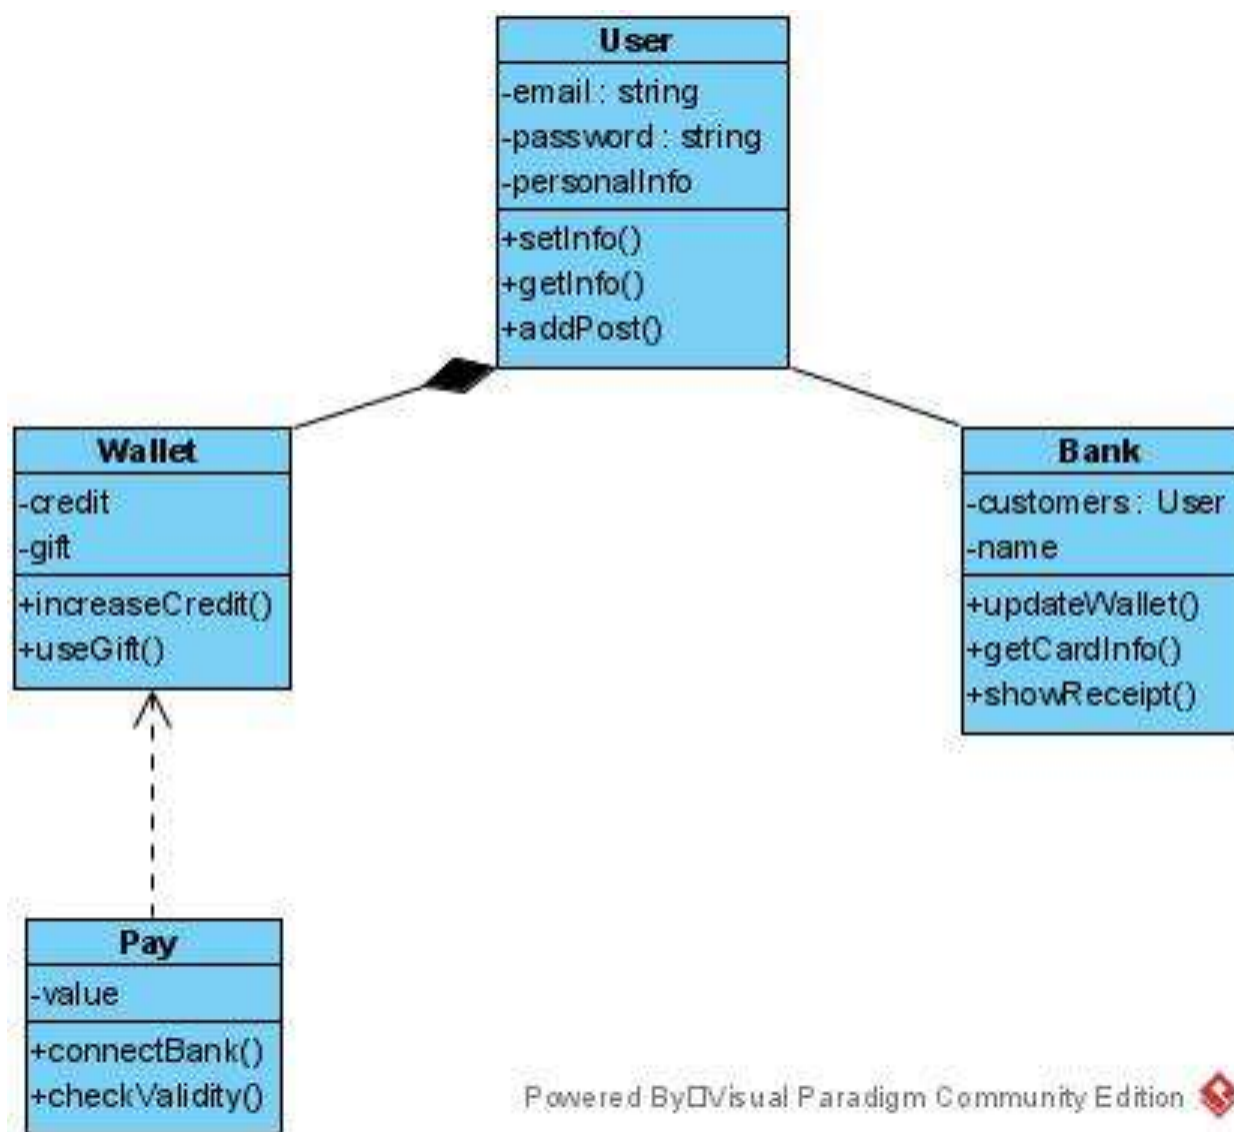 User
-email : string
-password : string
-personalInfo
+setInfo()
+getInfo()
+addPost()
Wallet
-credit
-gift
+increaseCredit()
+useGift()
Bank
-customers : User
-name
+updateWallet()
+getCardInfo()
+showReceipt()
Pay
-value
+connectBank()
+checkValidity()
Powered By□Visual Paradigm Community Edition